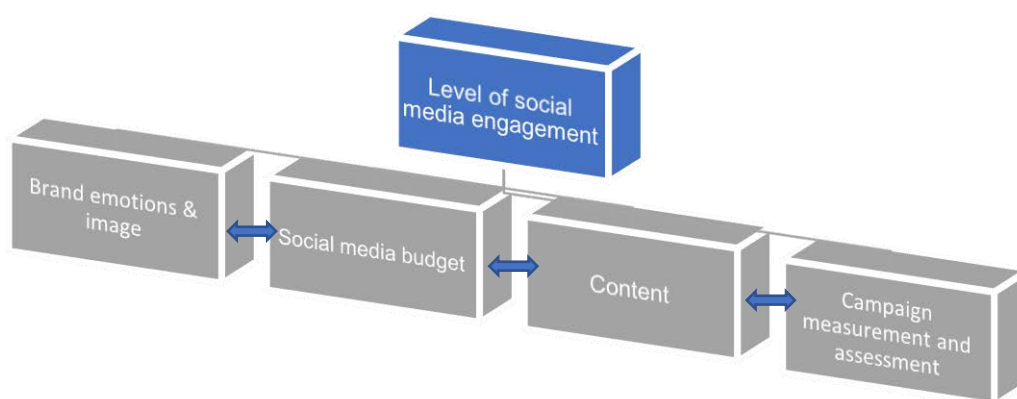 Level of social
media engagement
Brand emotions &
image
Social media budget
Content
Campaign
measurement and
assessment